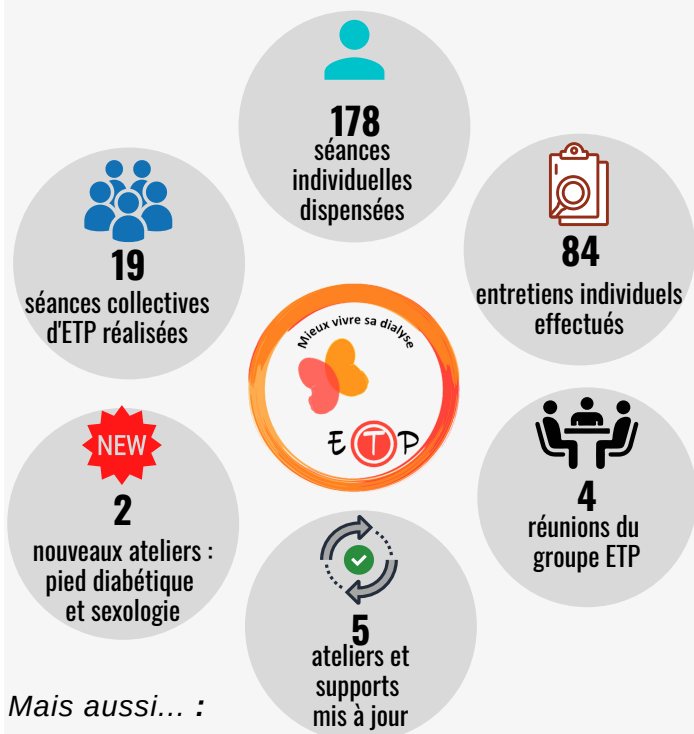 178
séances
individuelles
dispensées
19
séances collectives
d'ETP réalisées
84
entretiens individuels
effectués
Mieux vivre sa dialyse
ETP
NEW
2
nouveaux ateliers :
pied diabétique
et sexologie
4
réunions du
groupe ETP
5
ateliers et
supports
mis à jour
Mais aussi... :